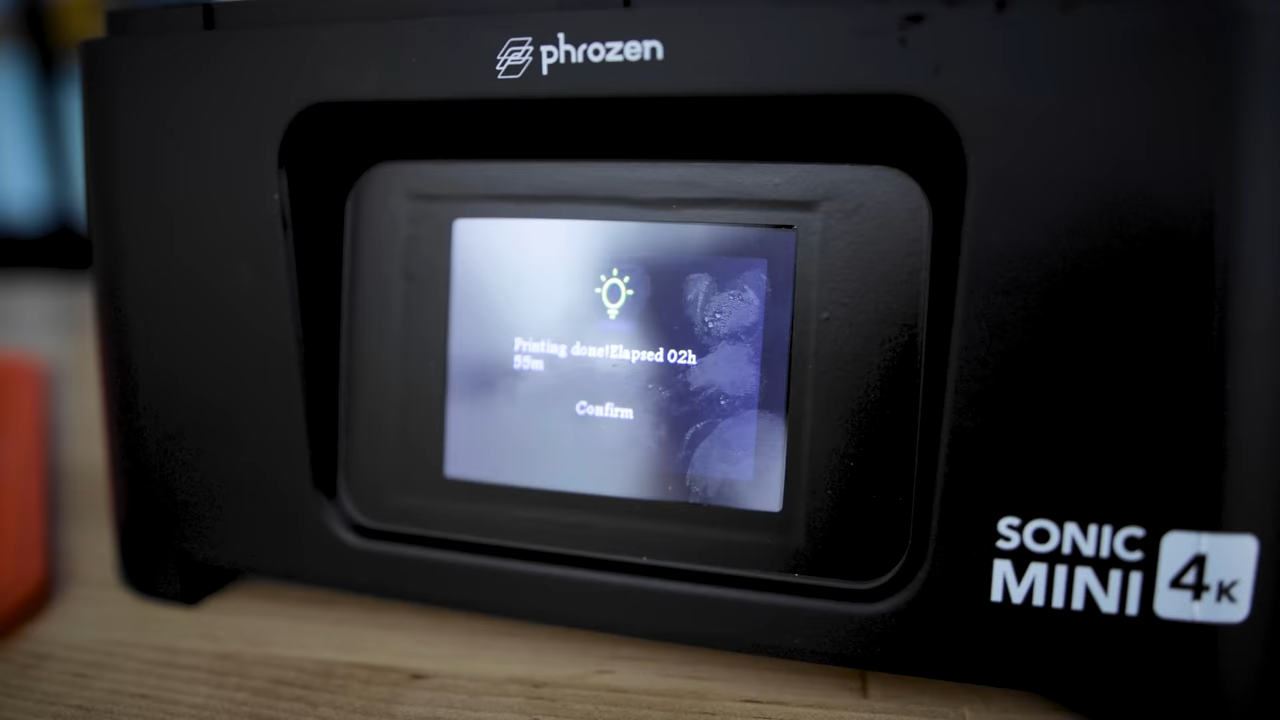 phrozen
Printing done!Elapsed 02h
55m
Confirm
SONIC
MINI 4K